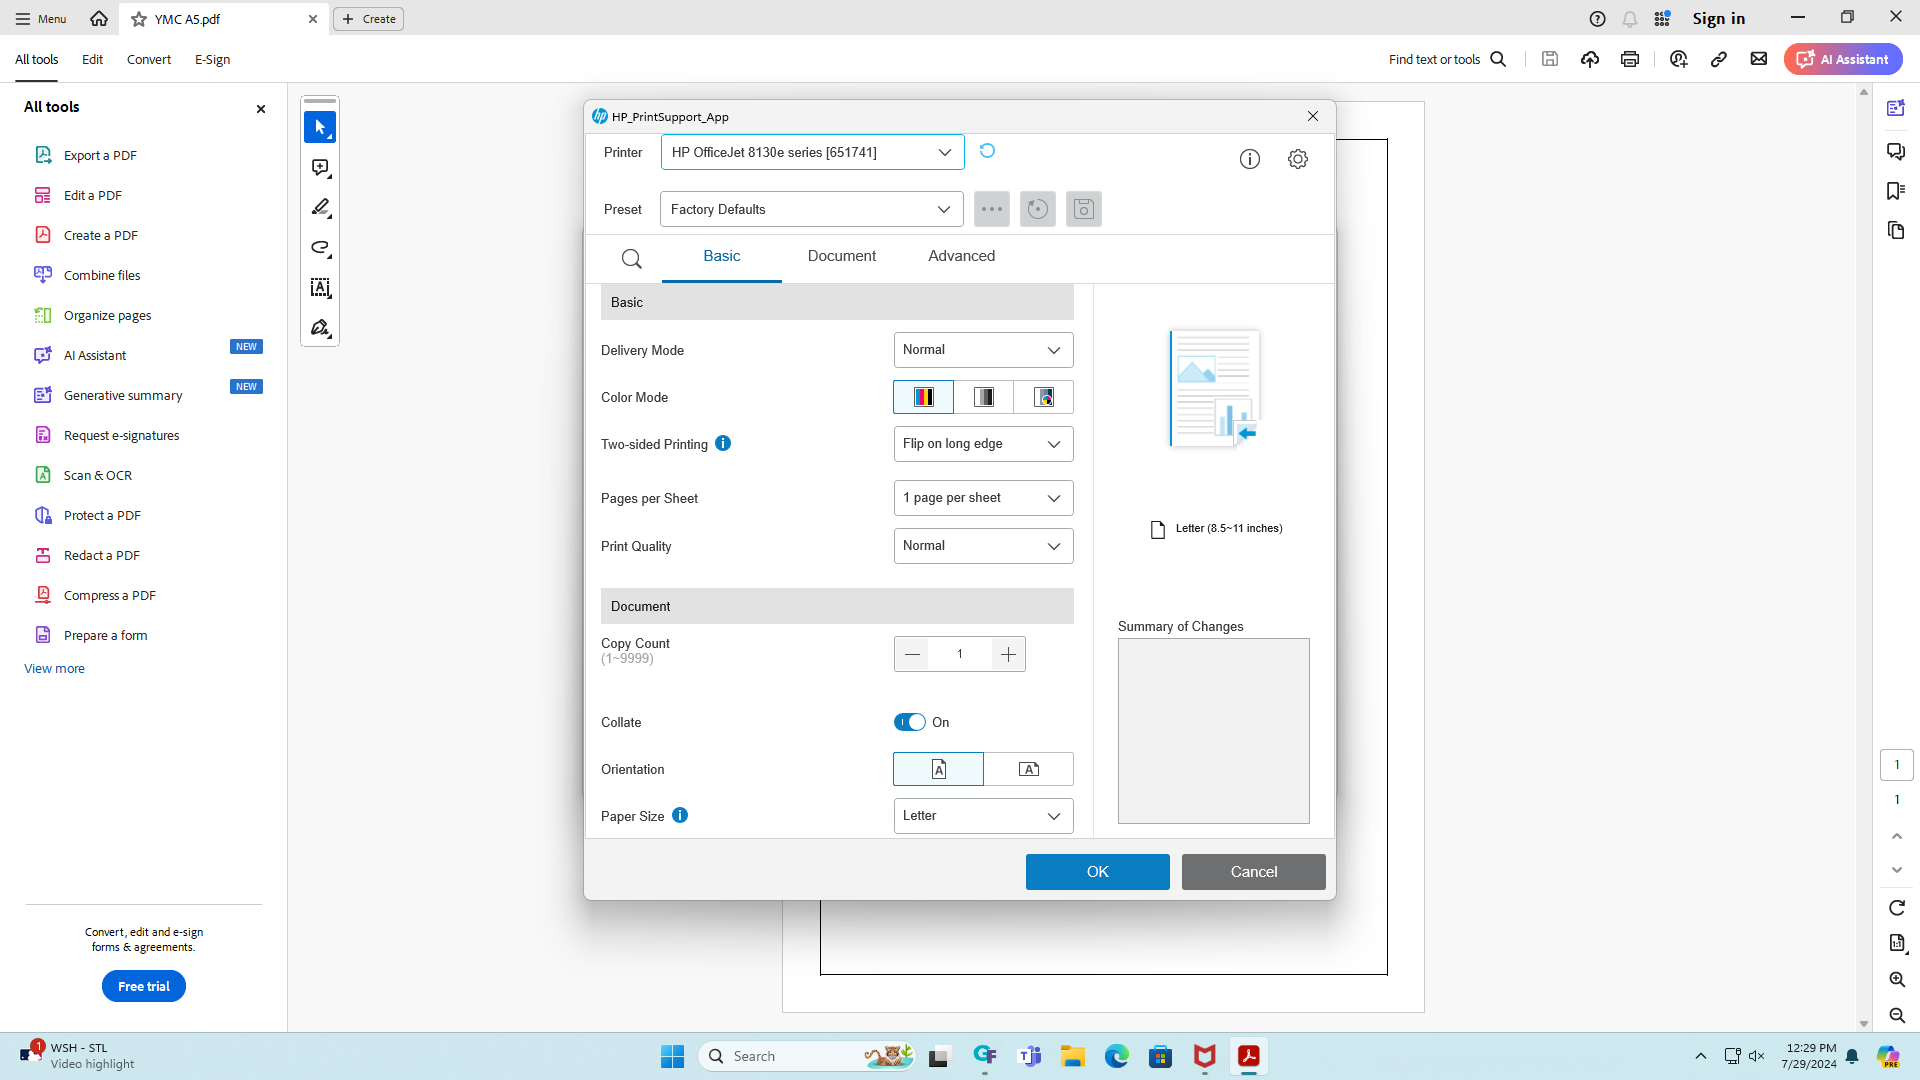 Menu
YMC A5.pdf
Create
Sign in
All tools
Edit
Convert
E-Sign
Find text or tools
AI Assistant
All tools
Export a PDF
Edit a PDF
Create a PDF
Combine files
Organize pages
AI Assistant
NEW
Generative summary
NEW
Request e-signatures
Scan & OCR
Protect a PDF
Redact a PDF
Compress a PDF
Prepare a form
View more
Convert, edit and e-sign
forms & agreements.
Free trial
HP_PrintSupport_App
Printer
HP OfficeJet 8130e series [651741]
Preset
Factory Defaults
Basic
Document
Advanced
Basic
Delivery Mode
Normal
Color Mode
Two-sided Printing
Flip on long edge
Pages per Sheet
1 page per sheet
Print Quality
Normal
Document
Copy Count
(1~9999)
1
Collate
On
Orientation
Paper Size
Letter
Letter (8.5~11 inches)
Summary of Changes
OK
Cancel
1
1
1
WSH - STL
Video highlight
Search
12:29 PM
7/29/2024
PRE